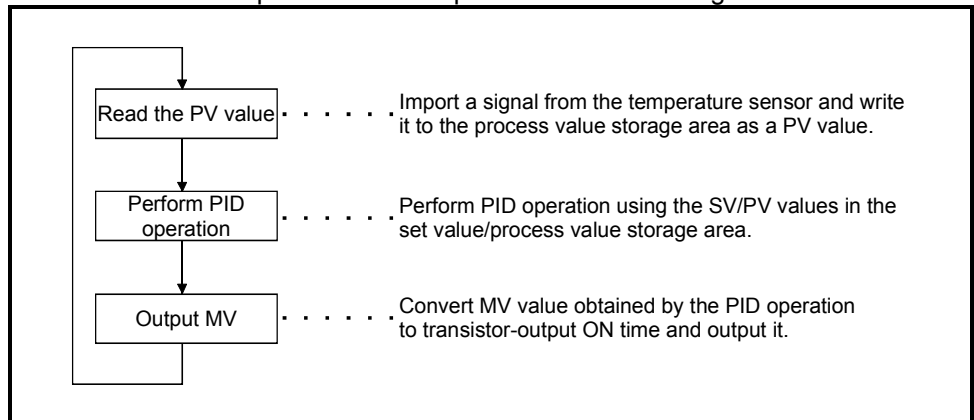 Read the PV value
Import a signal from the temperature sensor and write
it to the process value storage area as a PV value.
Perform PID
operation
Perform PID operation using the SV/PV values in the
set value/process value storage area.
Output MV
Convert MV value obtained by the PID operation
to transistor-output ON time and output it.